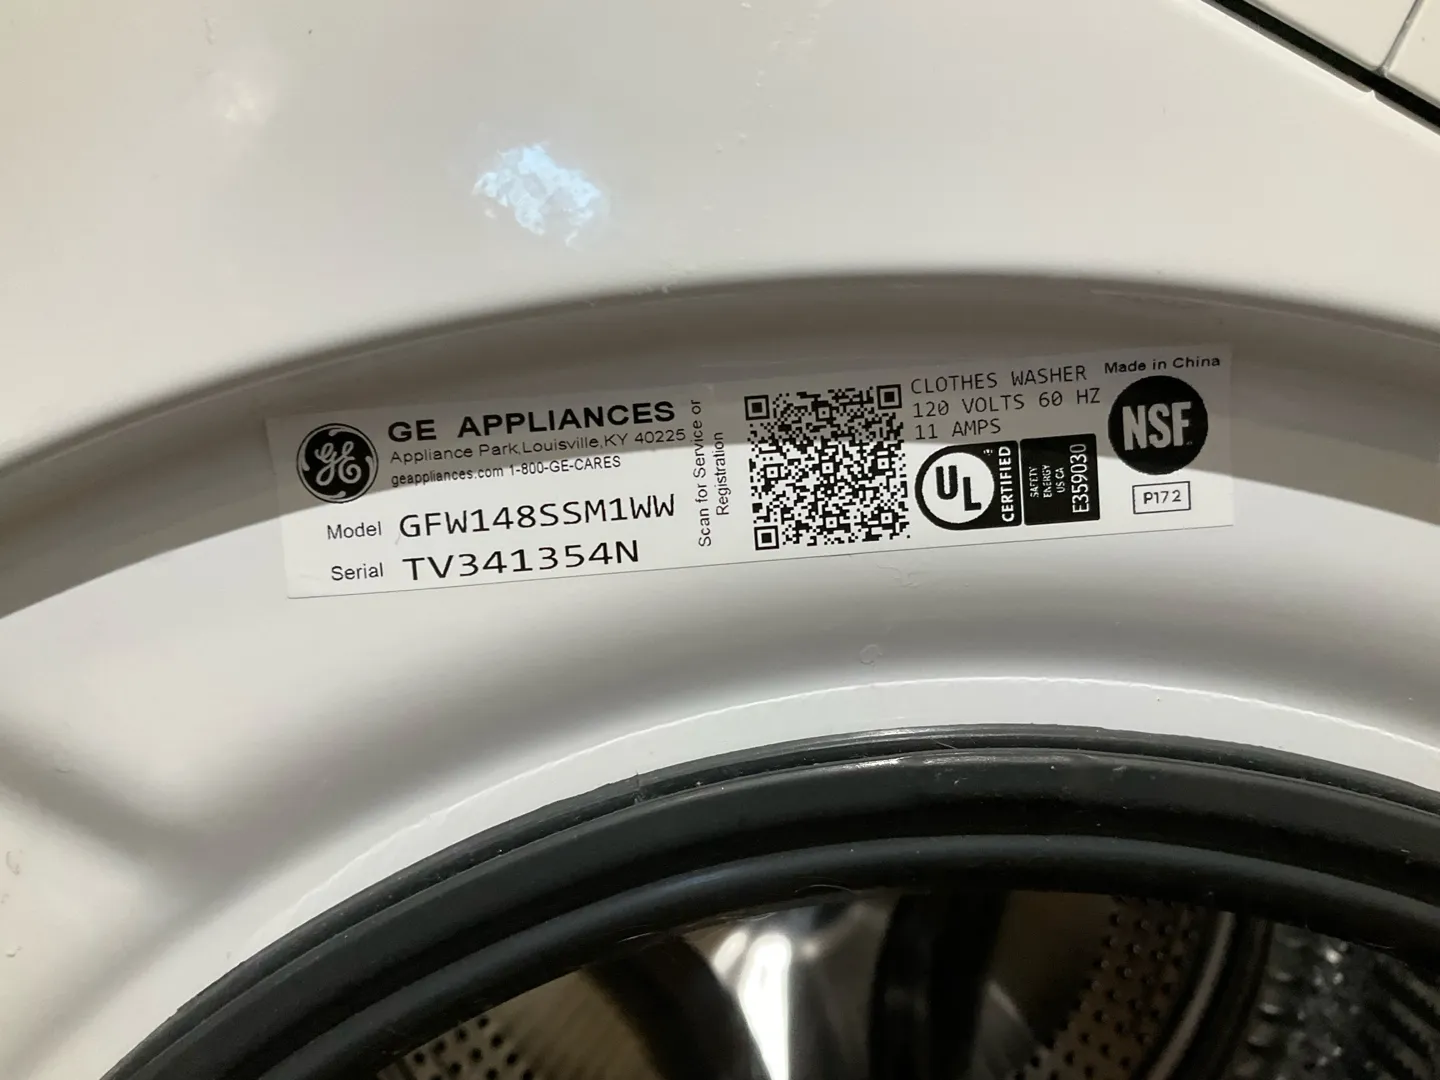 GE
GE APPLIANCES
Appliance Park,Louisville,KY 40225
geappliances.com 1-800-GE-CARES
Model GFW148SSM1WW
Serial TV341354N
Scan for Service or
Registration
CLOTHES WASHER
120 VOLTS 60 HZ
11 AMPS
Made in China
UL
CERTIFIED
SAFETY
ENERGY
US CA
E359030
NSF
P172